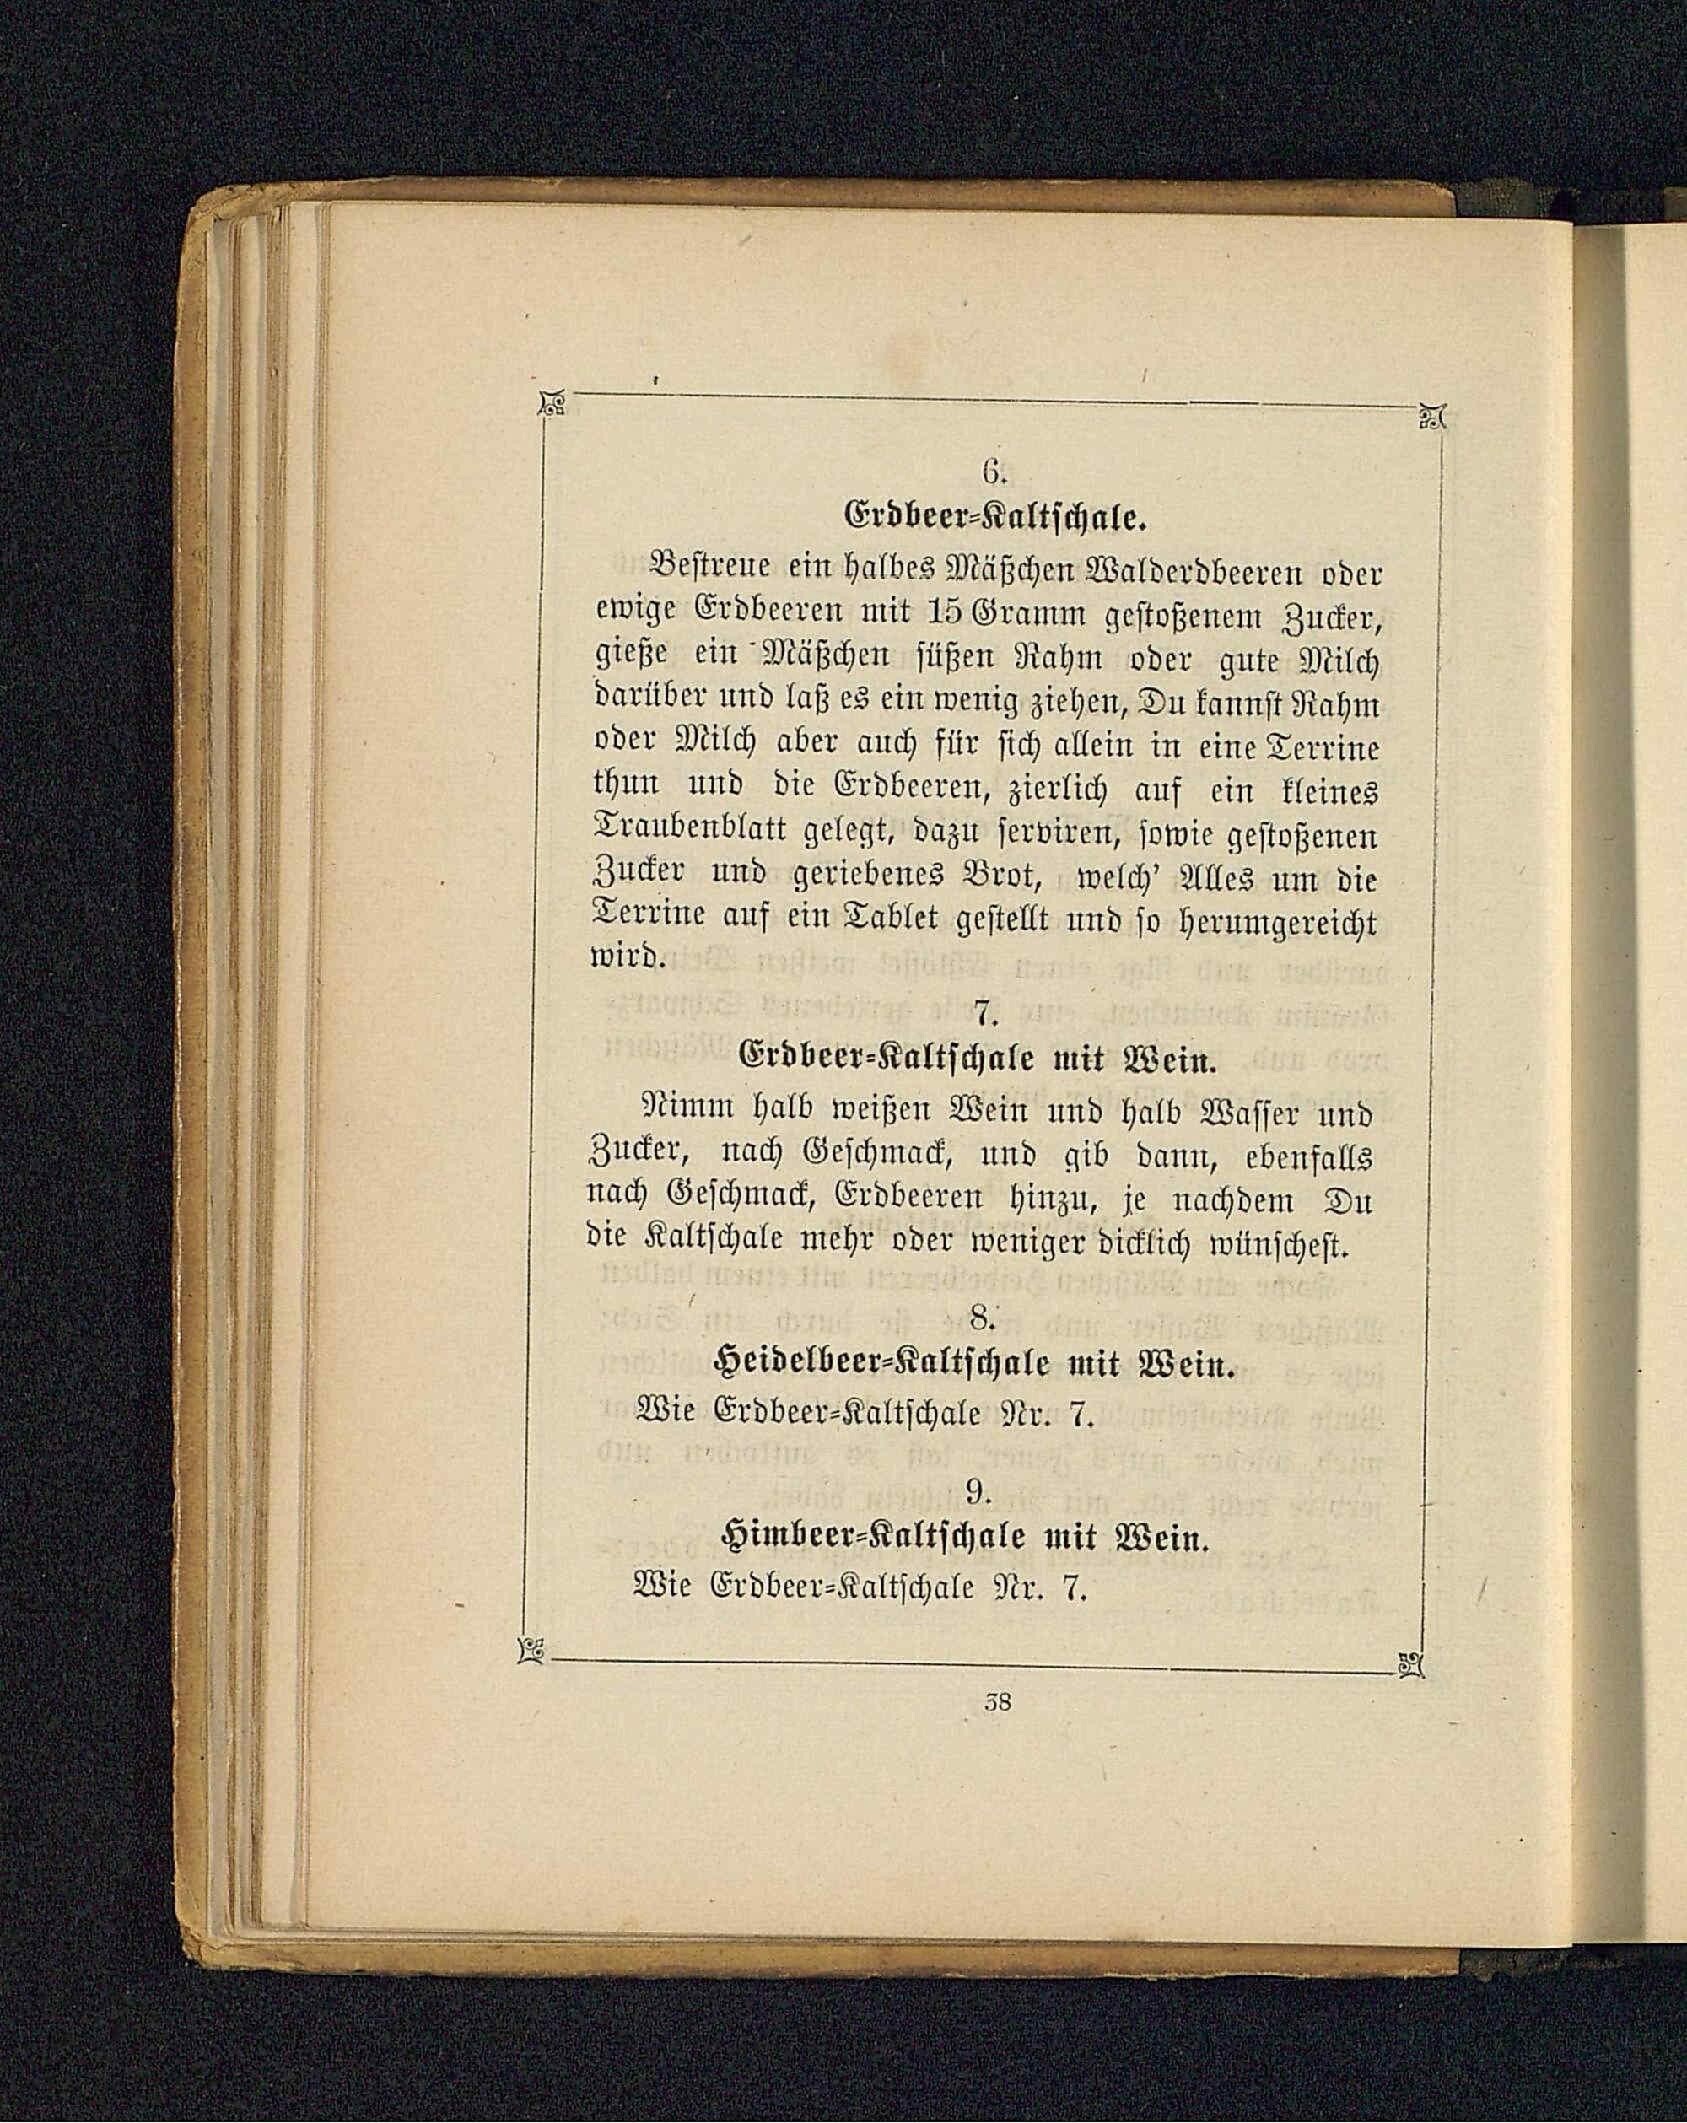 6.
Erdbeer-Kaltschale.
Bestreue ein halbes Mäßchen Walderdbeeren oder
ewige Erdbeeren mit 15 Gramm gestoßenem Zucker,
gieße ein Mäßchen süßen Rahm oder gute Milch
darüber und laß es ein wenig ziehen, Du kannst Rahm
oder Milch aber auch für sich allein in eine Terrine
thun und die Erdbeeren, zierlich auf ein kleines
Traubenblatt gelegt, dazu serviren, sowie gestoßenen
Zucker und geriebenes Brot, welch' Alles um die
Terrine auf ein Tablet gestellt und so herumgereicht
wird.
7.
Erdbeer-Kaltschale mit Wein.
Nimm halb weißen Wein und halb Wasser und
Zucker, nach Geschmack, und gib dann, ebenfalls
nach Geschmack, Erdbeeren hinzu, je nachdem Du
die Kaltschale mehr oder weniger dicklich wünschest.
8.
Heidelbeer-Kaltschale mit Wein.
Wie Erdbeer-Kaltschale Nr. 7.
9.
Himbeer-Kaltschale mit Wein.
Wie Erdbeer-Kaltschale Nr. 7.
38